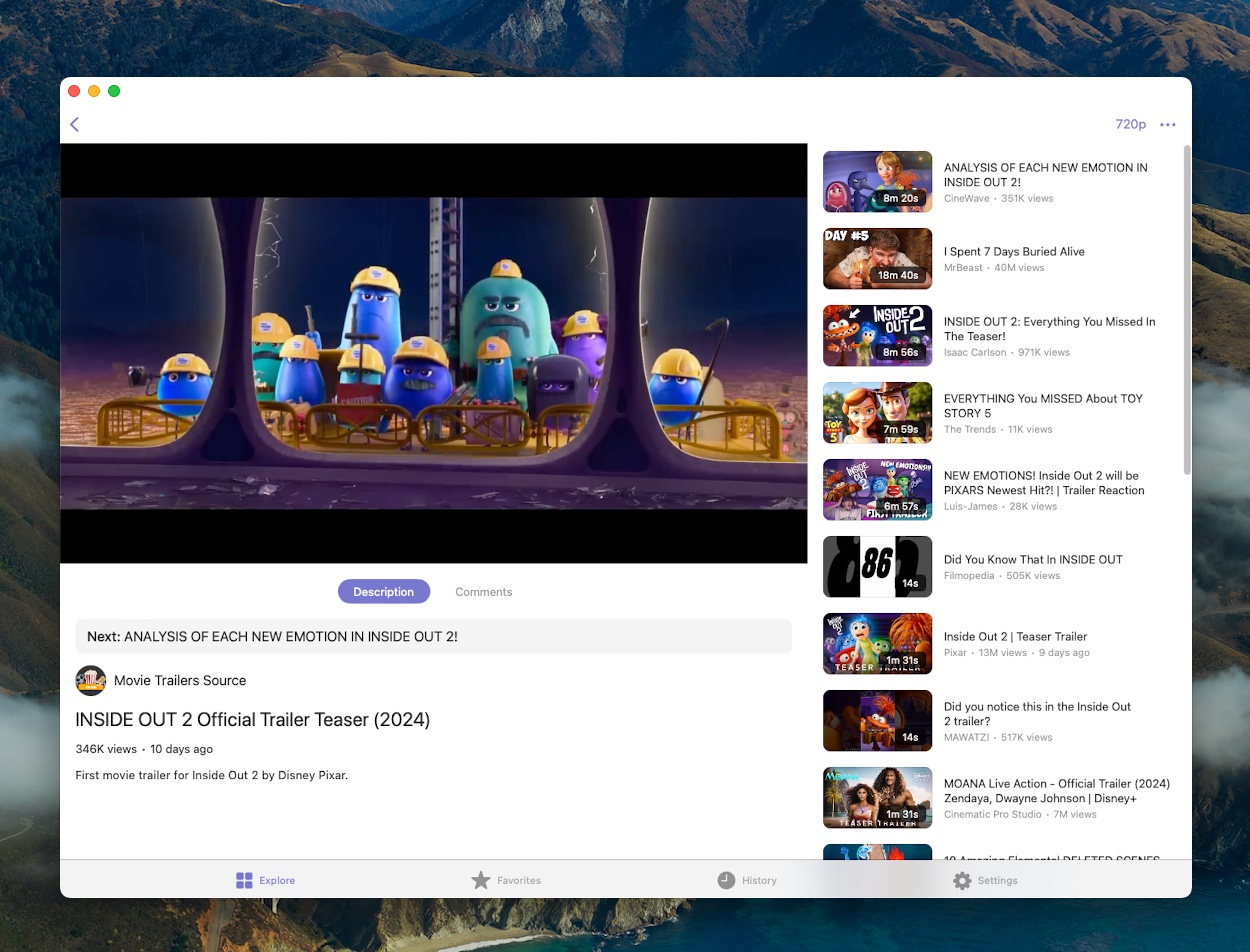 720p
CAUTION
Description
Comments
Next: ANALYSIS OF EACH NEW EMOTION IN INSIDE OUT 2!
Movie Trailers Source
INSIDE OUT 2 Official Trailer Teaser (2024)
346K views • 10 days ago
First movie trailer for Inside Out 2 by Disney Pixar.
8m 20s
ANALYSIS OF EACH NEW EMOTION IN
INSIDE OUT 2!
CineWave • 351K views
DAY #5
18m 40s
I Spent 7 Days Buried Alive
MrBeast • 40M views
INSIDE
OUT 2
8m 56s
INSIDE OUT 2: Everything You Missed In
The Teaser!
Isaac Carlson • 971K views
TOY
STORY
5
7m 59s
EVERYTHING You MISSED About TOY
STORY 5
The Trends • 11K views
INSIDE
OUT 2
NEW EMOTIONS!!
6m 57s
FIRST TRAILER
NEW EMOTIONS! Inside Out 2 will be
PIXARS Newest Hit?! | Trailer Reaction
Luis-James • 28K views
86
14s
Did You Know That In INSIDE OUT
Filmopedia • 505K views
INSIDE
OUT 2
1m 31s
TEASER TRAILER
Inside Out 2 | Teaser Trailer
Pixar • 13M views • 9 days ago
14s
Did you notice this in the Inside Out
2 trailer?
MAWATZI • 517K views
MOANA
Disney+
1m 31s
TEASER TRAILER
MOANA Live Action - Official Trailer (2024)
Zendaya, Dwayne Johnson | Disney+
Cinematic Pro Studio • 7M views
10 Amazing Elemental DELETED SCENES
Explore
Favorites
History
Settings